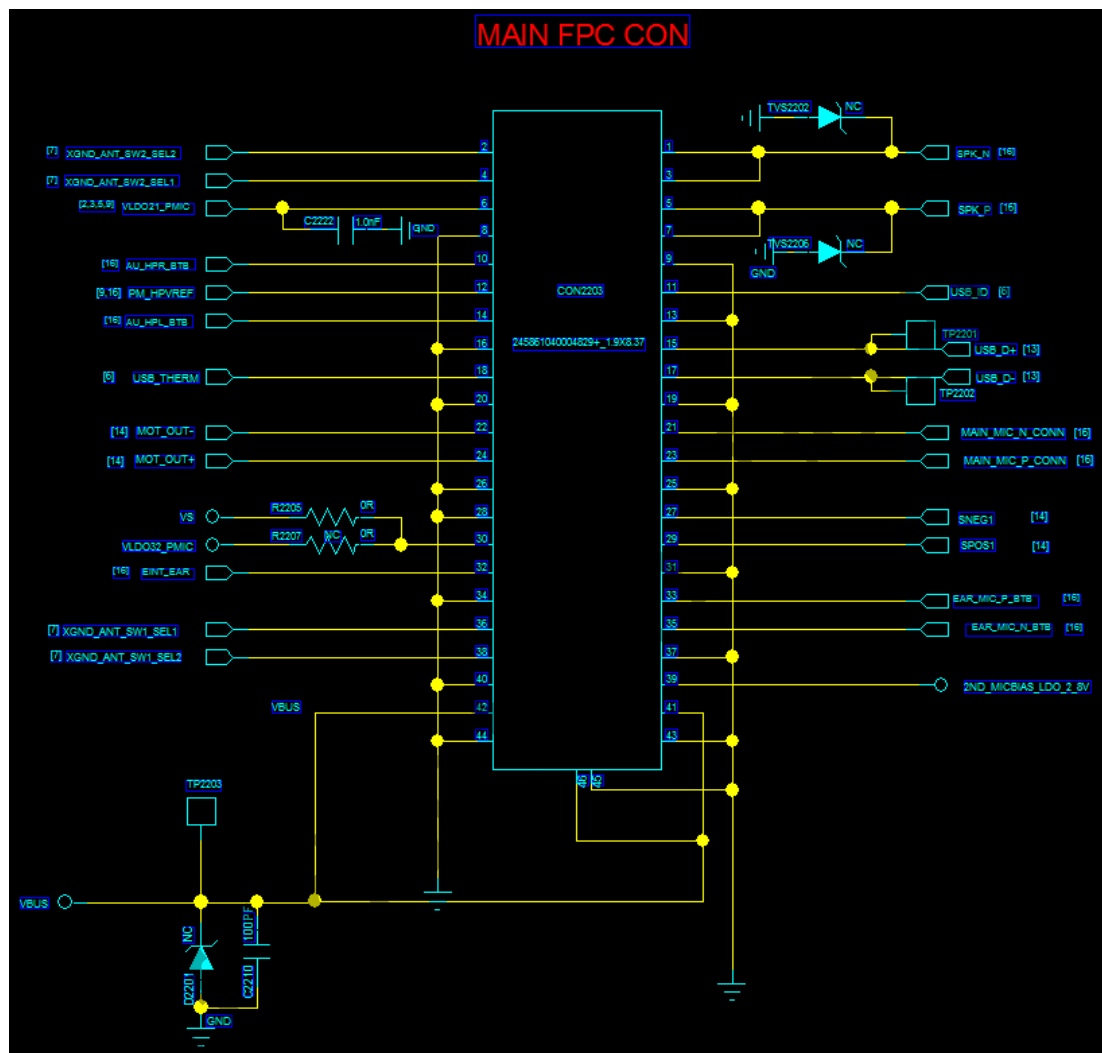 MAIN FPC CON
TVS2202 NC
[7] XGND_ANT_SW2_SEL2 2 1 SPK_N [16]
[7] XGND_ANT_SW2_SEL1 4 3
[2,3,5,9] VLDO21_PMIC 6 5 SPK_P [16]
C2222 1.0nF GND 8 7
TVS2206 NC
GND
[16] AU_HPR_BTB 10 9
[9,16] PM_HPVREF 12 CON2203 11 USB_ID [6]
[16] AU_HPL_BTB 14 13
TP2201
16 245861040004829+_1.9X8.37 15 USB_D+ [13]
[6] USB_THERM 18 17 USB_D- [13]
TP2202
20 19
[14] MOT_OUT- 22 21 MAIN_MIC_N_CONN [16]
[14] MOT_OUT+ 24 23 MAIN_MIC_P_CONN [16]
26 25
VS R2205 0R 28 27 SNEG1 [14]
VLDO32_PMIC R2207 NC 0R 30 29 SPOS1 [14]
[16] EINT_EAR 32 31
34 33 EAR_MIC_P_BTB [16]
[7] XGND_ANT_SW1_SEL1 36 35 EAR_MIC_N_BTB [16]
[7] XGND_ANT_SW1_SEL2 38 37
40 39 2ND_MICBIAS_LDO_2_8V
VBUS 42 41
44 43
46 45
TP2203
VBUS
NC 100PF
D2201 C2210
GND